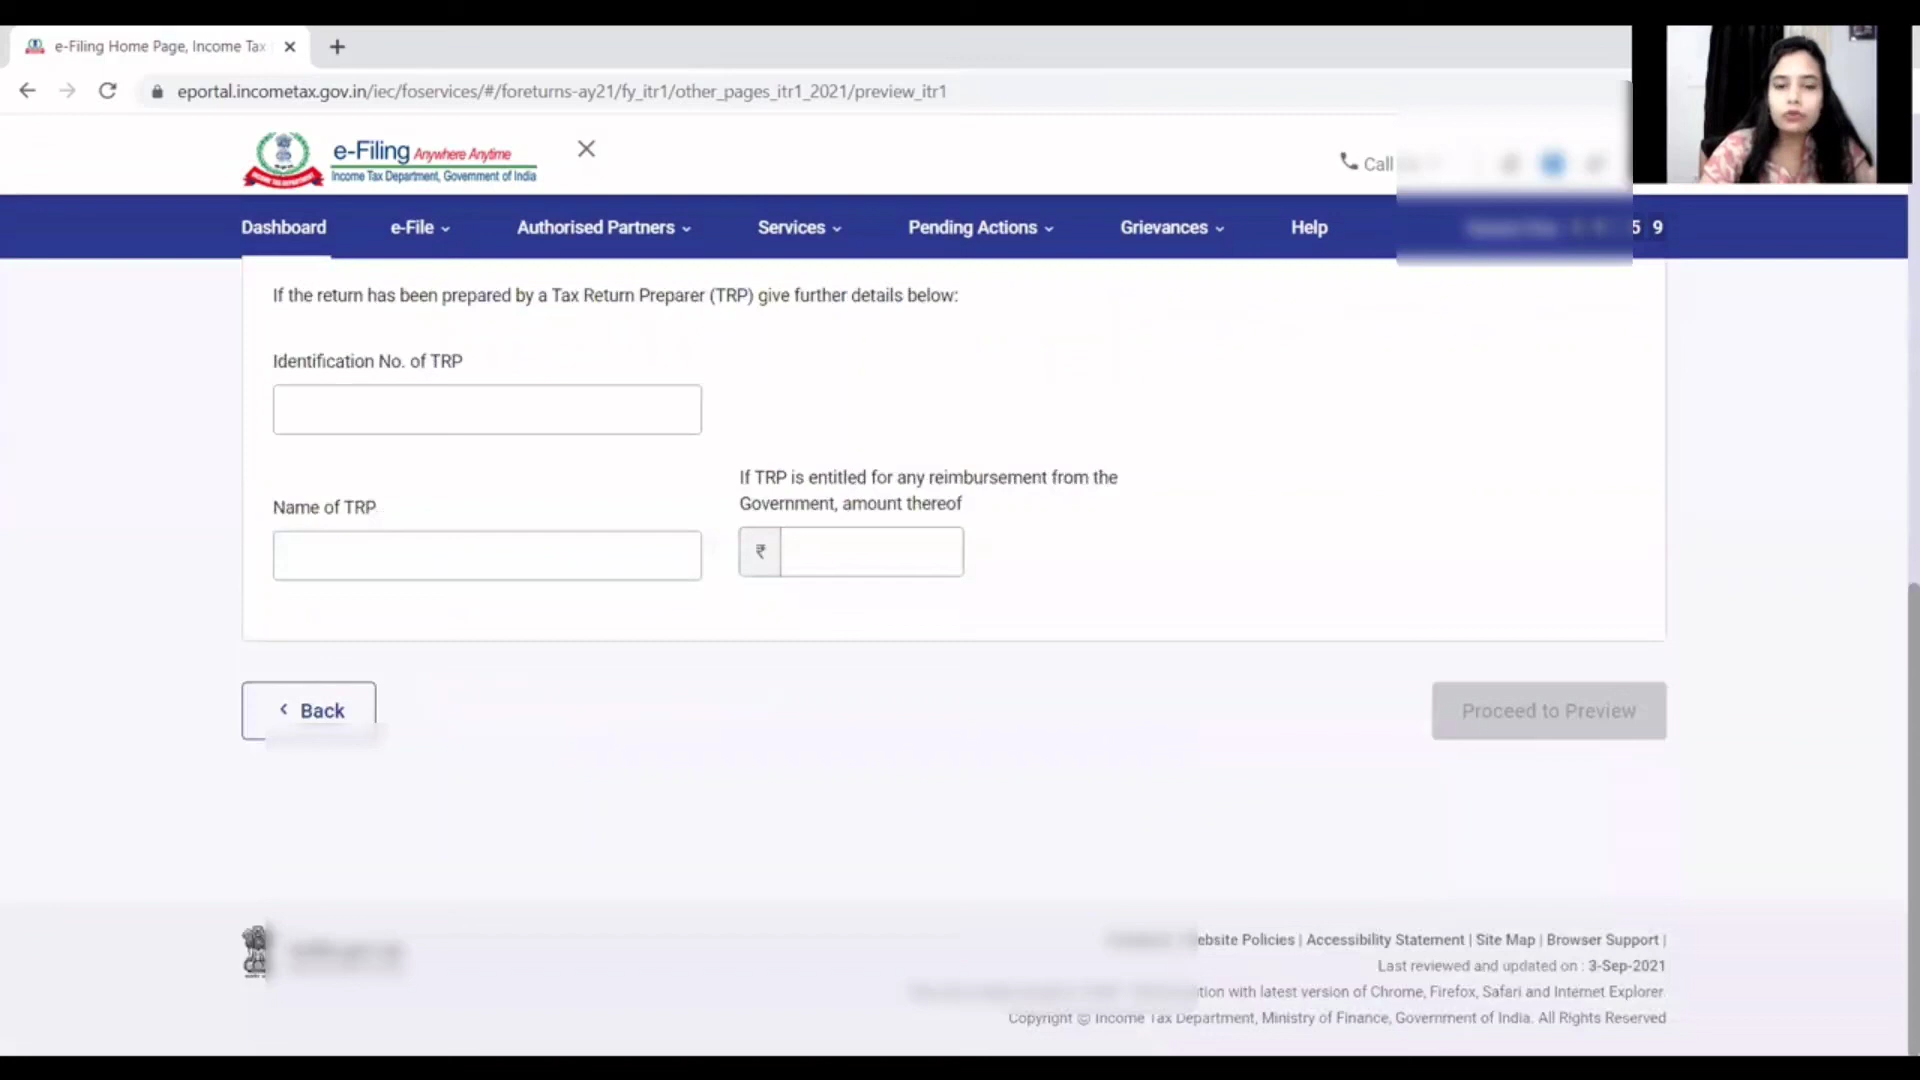 e-Filing Home Page, Income Tax
eportal.incometax.gov.in/iec/foservices/#/foreturns-ay21/fy_itr1/other_pages_itr1_2021/preview_itr1
e-Filing Anywhere Anytime
Income Tax Department, Government of India
Call
Dashboard e-File Authorised Partners Services Pending Actions Grievances Help 5 9
If the return has been prepared by a Tax Return Preparer (TRP) give further details below:
Identification No. of TRP
If TRP is entitled for any reimbursement from the
Government, amount thereof
Name of TRP
₹
Back
Proceed to Preview
ebsite Policies | Accessibility Statement | Site Map | Browser Support |
Last reviewed and updated on : 3-Sep-2021
tion with latest version of Chrome, Firefox, Safari and Internet Explorer.
Copyright © Income Tax Department, Ministry of Finance, Government of India. All Rights Reserved